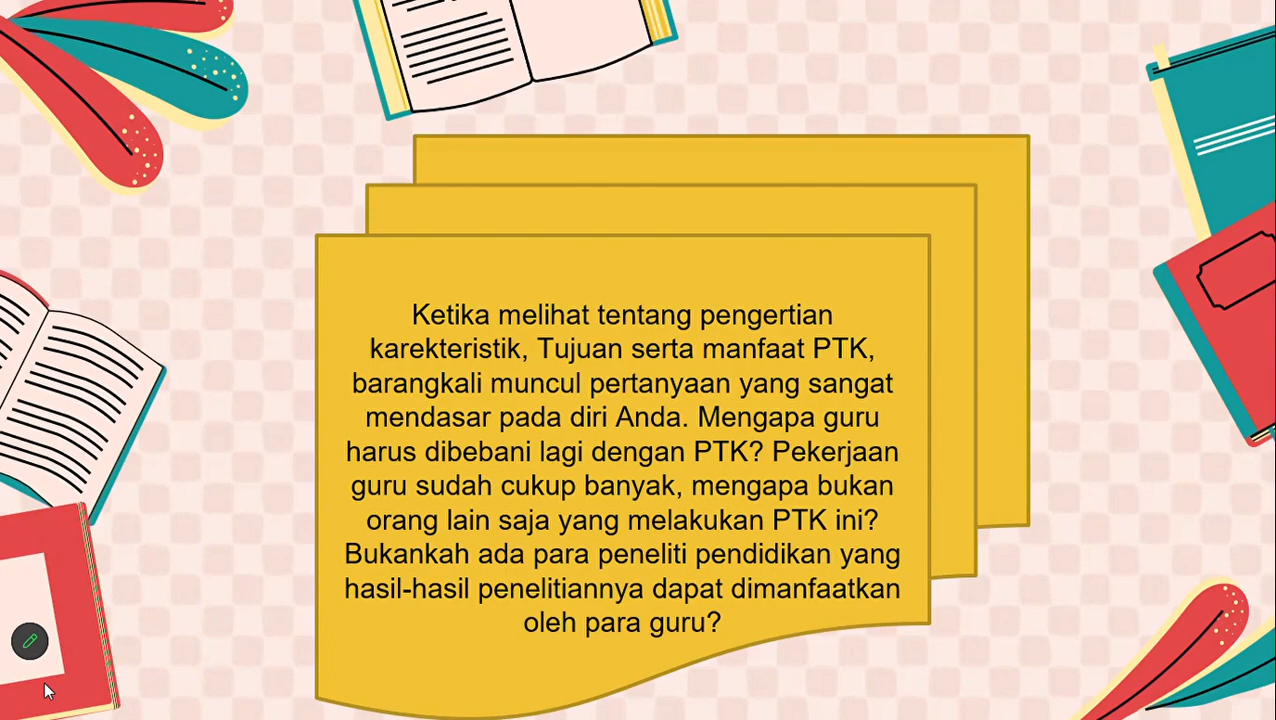 Ketika melihat tentang pengertian
karekteristik, Tujuan serta manfaat PTK,
barangkali muncul pertanyaan yang sangat
mendasar pada diri Anda. Mengapa guru
harus dibebani lagi dengan PTK? Pekerjaan
guru sudah cukup banyak, mengapa bukan
orang lain saja yang melakukan PTK ini?
Bukankah ada para peneliti pendidikan yang
hasil-hasil penelitiannya dapat dimanfaatkan
oleh para guru?